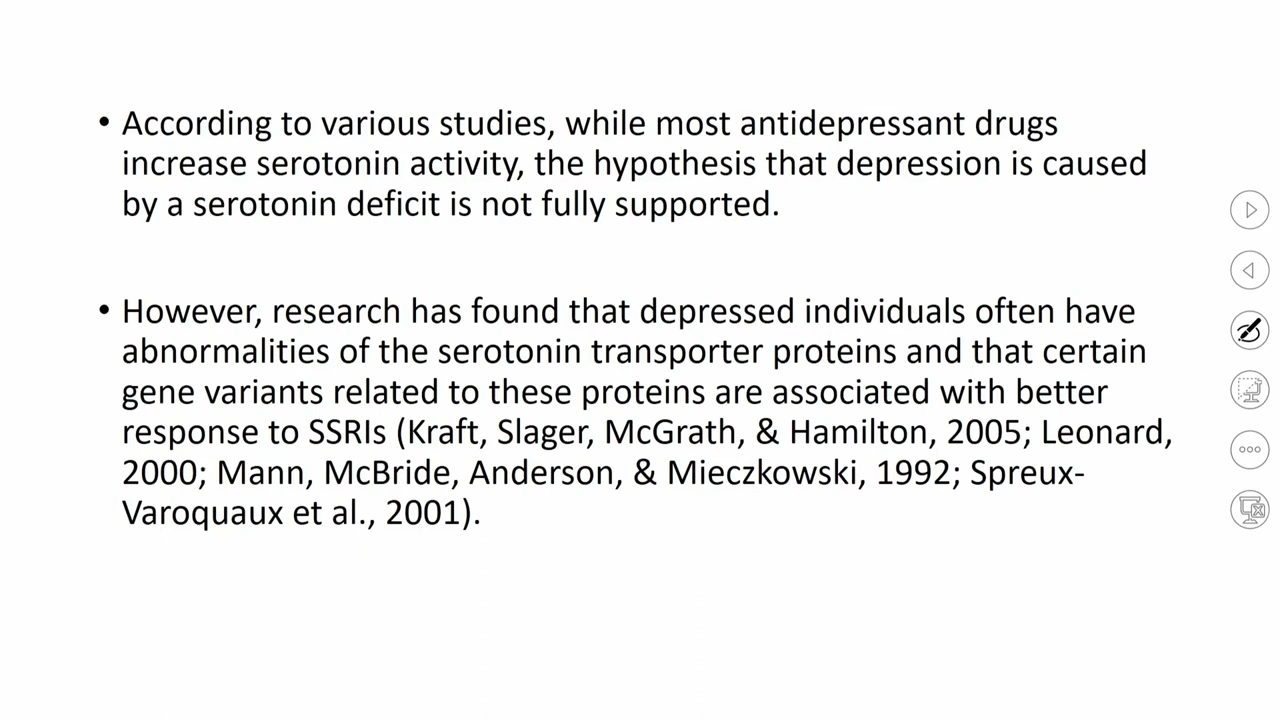 • According to various studies, while most antidepressant drugs
increase serotonin activity, the hypothesis that depression is caused
by a serotonin deficit is not fully supported.
• However, research has found that depressed individuals often have
abnormalities of the serotonin transporter proteins and that certain
gene variants related to these proteins are associated with better
response to SSRIs (Kraft, Slager, McGrath, & Hamilton, 2005; Leonard,
2000; Mann, McBride, Anderson, & Mieczkowski, 1992; Spreux-
Varoquaux et al., 2001).